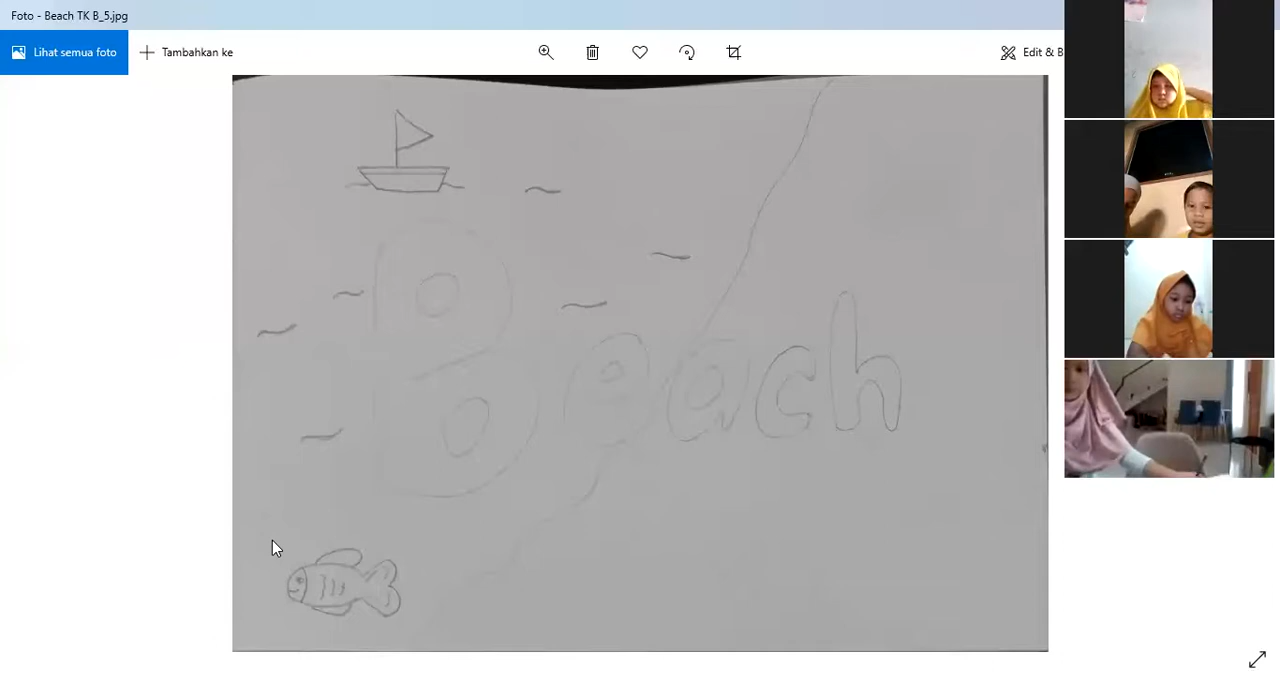 Foto - Beach TK B_5.jpg
Lihat semua foto
Tambahkan ke
Edit & B
Beach